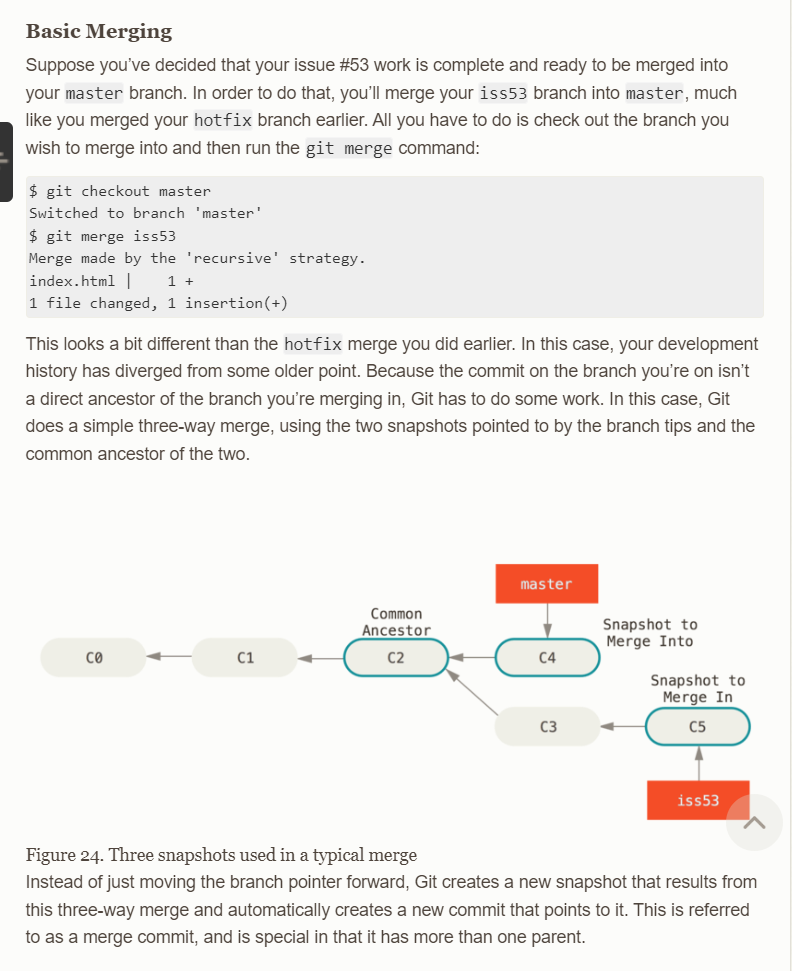 Basic Merging
Suppose you’ve decided that your issue #53 work is complete and ready to be merged into
your master branch. In order to do that, you’ll merge your iss53 branch into master, much
like you merged your hotfix branch earlier. All you have to do is check out the branch you
wish to merge into and then run the git merge command:
$ git checkout master
Switched to branch 'master'
$ git merge iss53
Merge made by the 'recursive' strategy.
index.html |    1 +
1 file changed, 1 insertion(+)
This looks a bit different than the hotfix merge you did earlier. In this case, your development
history has diverged from some older point. Because the commit on the branch you’re on isn’t
a direct ancestor of the branch you’re merging in, Git has to do some work. In this case, Git
does a simple three-way merge, using the two snapshots pointed to by the branch tips and the
common ancestor of the two.
master
Common
Ancestor
Snapshot to
Merge Into
C0
C1
C2
C4
Snapshot to
Merge In
C3
C5
iss53
Figure 24. Three snapshots used in a typical merge
Instead of just moving the branch pointer forward, Git creates a new snapshot that results from
this three-way merge and automatically creates a new commit that points to it. This is referred
to as a merge commit, and is special in that it has more than one parent.